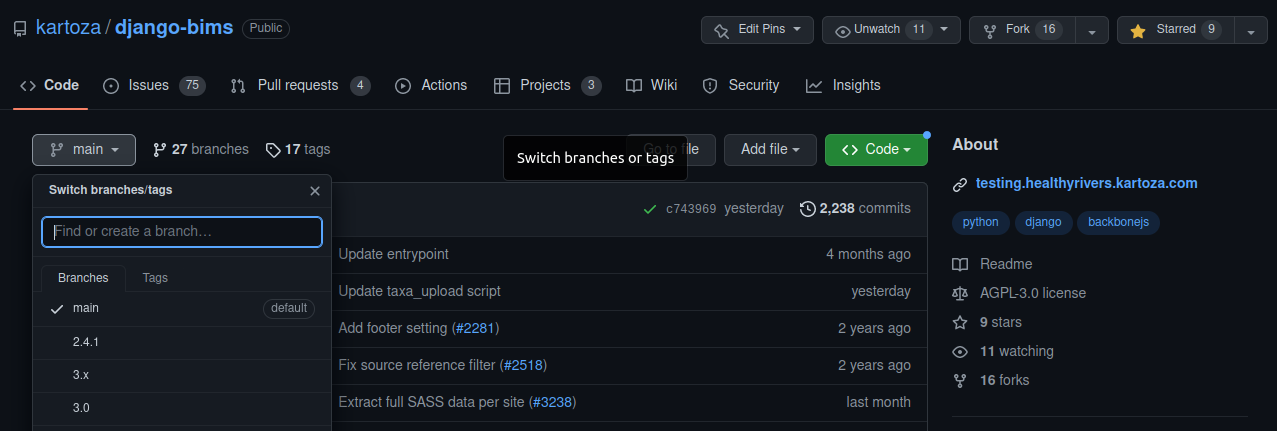 kartoza / django-bims Public Edit Pins Unwatch 11 Fork 16 Starred 9
Code Issues 75 Pull requests 4 Actions Projects 3 Wiki Security Insights
main 27 branches 17 tags Go to file Add file Code
Switch branches or tags
Switch branches/tags
Find or create a branch...
Branches Tags
main default
2.4.1
3.x
3.0
c743969 yesterday 2,238 commits
Update entrypoint 4 months ago
Update taxa_upload script yesterday
Add footer setting (#2281) 2 years ago
Fix source reference filter (#2518) 2 years ago
Extract full SASS data per site (#3238) last month
About
testing.healthyrivers.kartoza.com
python django backbonejs
Readme
AGPL-3.0 license
9 stars
11 watching
16 forks